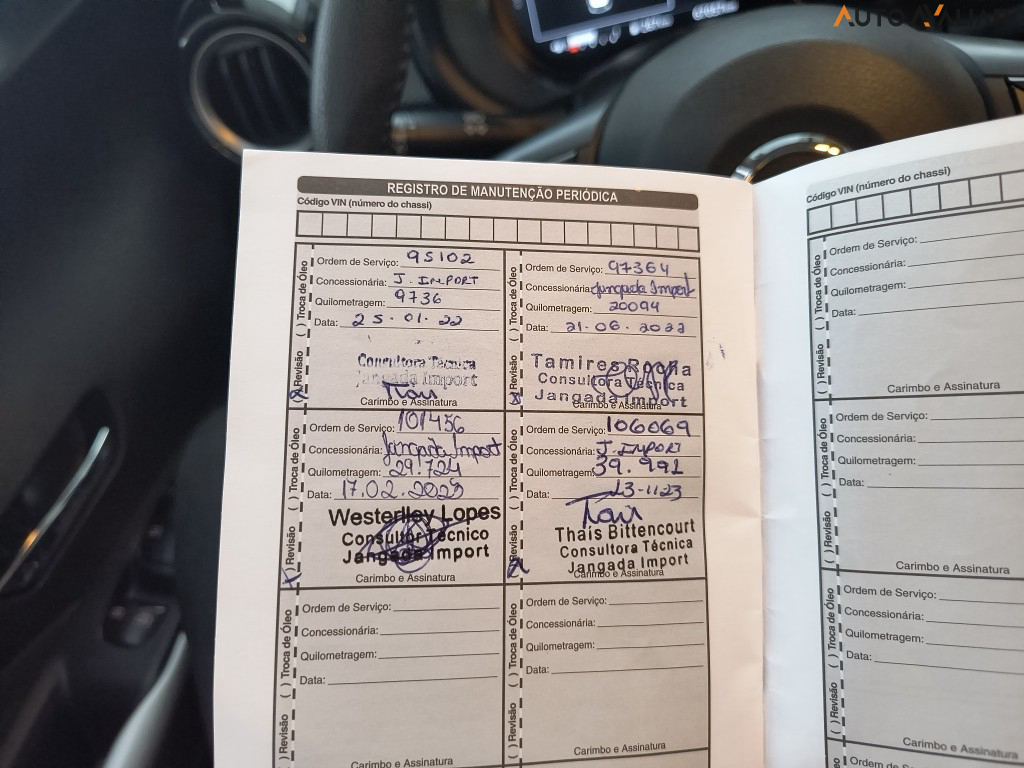 AUTOAVALIAR
REGISTRO DE MANUTENÇÃO PERIÓDICA
Código VIN (número do chassi)
( ) Troca de Óleo
( ) Revisão
Ordem de Serviço: 95102
Concessionária: J. IMPORT
Quilometragem: 9736
Data: 25.01.22
Consultora Técnica
Jangada Import
Carimbo e Assinatura
( ) Troca de Óleo
( ) Revisão
Ordem de Serviço: 97364
Concessionária: Jangada Import
Quilometragem: 20094
Data: 21.06.2022
Tamires Rocha
Consultora Técnica
Jangada Import
Carimbo e Assinatura
( ) Troca de Óleo
( ) Revisão
Ordem de Serviço: 101456
Concessionária: Jangada Import
Quilometragem: 29.724
Data: 17.02.2023
Westerlley Lopes
Consultor Técnico
Jangada Import
Carimbo e Assinatura
( ) Troca de Óleo
( ) Revisão
Ordem de Serviço: 106069
Concessionária: J. IMPORT
Quilometragem: 39.991
Data: 13-11-23
Thais Bittencourt
Consultora Técnica
Jangada Import
Carimbo e Assinatura
( ) Troca de Óleo
( ) Revisão
Ordem de Serviço:
Concessionária:
Quilometragem:
Data:
Carimbo e Assinatura
( ) Troca de Óleo
( ) Revisão
Ordem de Serviço:
Concessionária:
Quilometragem:
Data:
Carimbo e Assinatura
Código VIN (número do chassi)
( ) Troca de Óleo
( ) Revisão
Ordem de Serviço:
Concessionária:
Quilometragem:
Data:
Carimbo e Assinatura
( ) Troca de Óleo
( ) Revisão
Ordem de Serviço:
Concessionária:
Quilometragem:
Data:
Carimbo e Assinatura
( ) Troca de Óleo
( ) Revisão
Ordem de Serviço:
Concessionária:
Quilometragem:
Data:
Carimbo e Assinatura